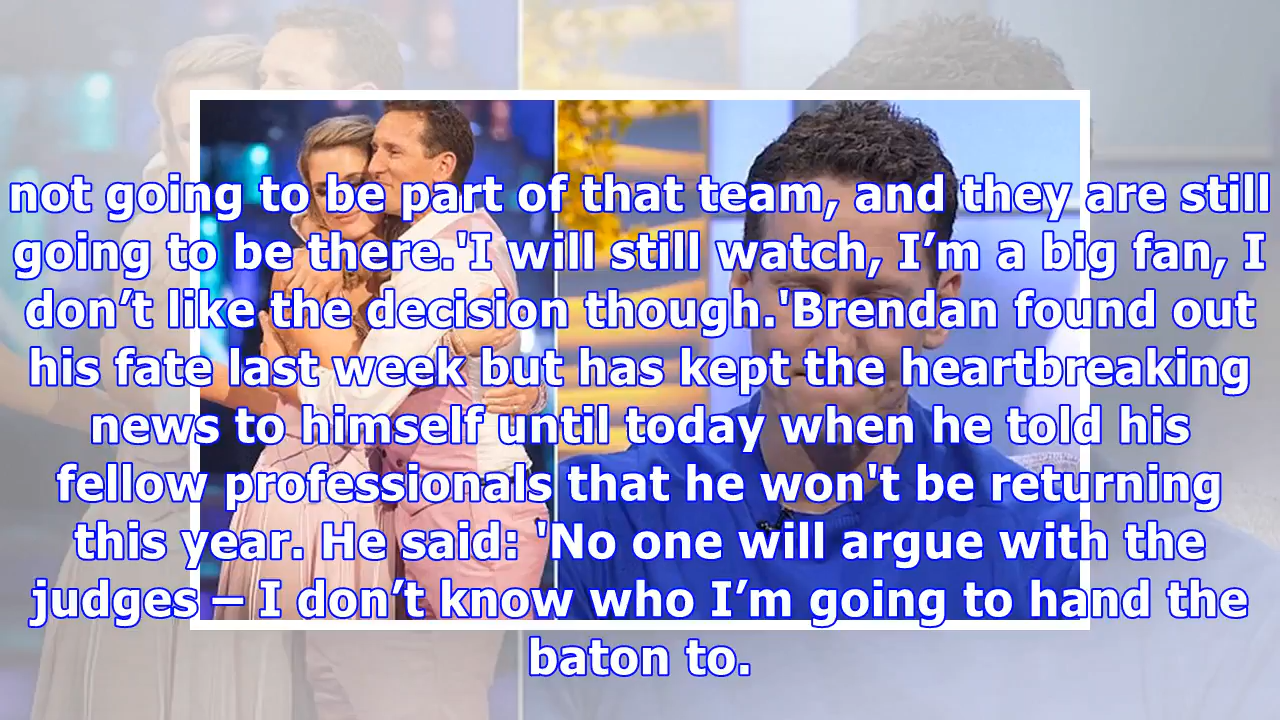 not going to be part of that team, and they are still
going to be there.'I will still watch, I’m a big fan, I
don’t like the decision though.'Brendan found out
his fate last week but has kept the heartbreaking
news to himself until today when he told his
fellow professionals that he won't be returning
this year. He said: 'No one will argue with the
judges – I don’t know who I’m going to hand the
baton to.